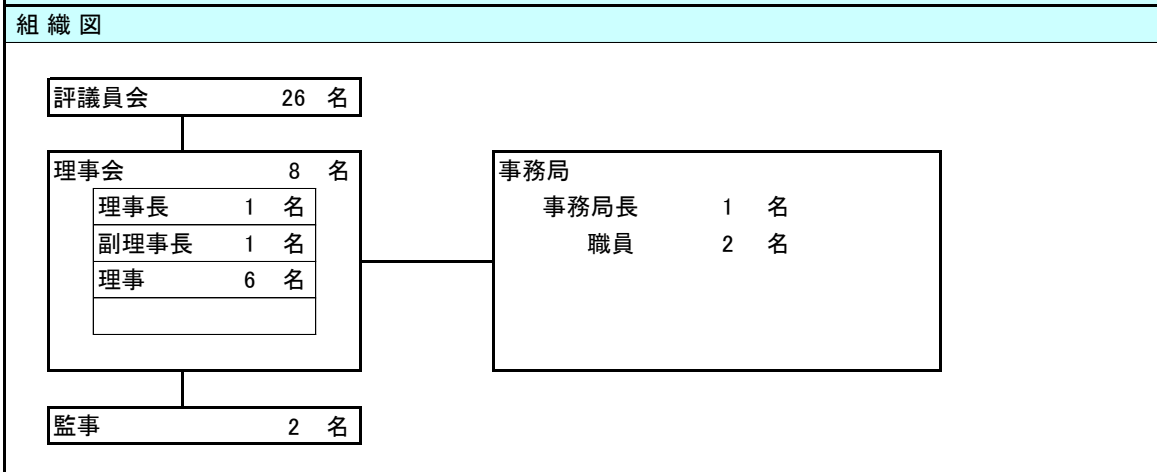 組織図
評議員会 26 名
理事会 8 名
理事長 1 名
副理事長 1 名
理事 6 名
事務局
事務局長 1 名
職員 2 名
監事 2 名